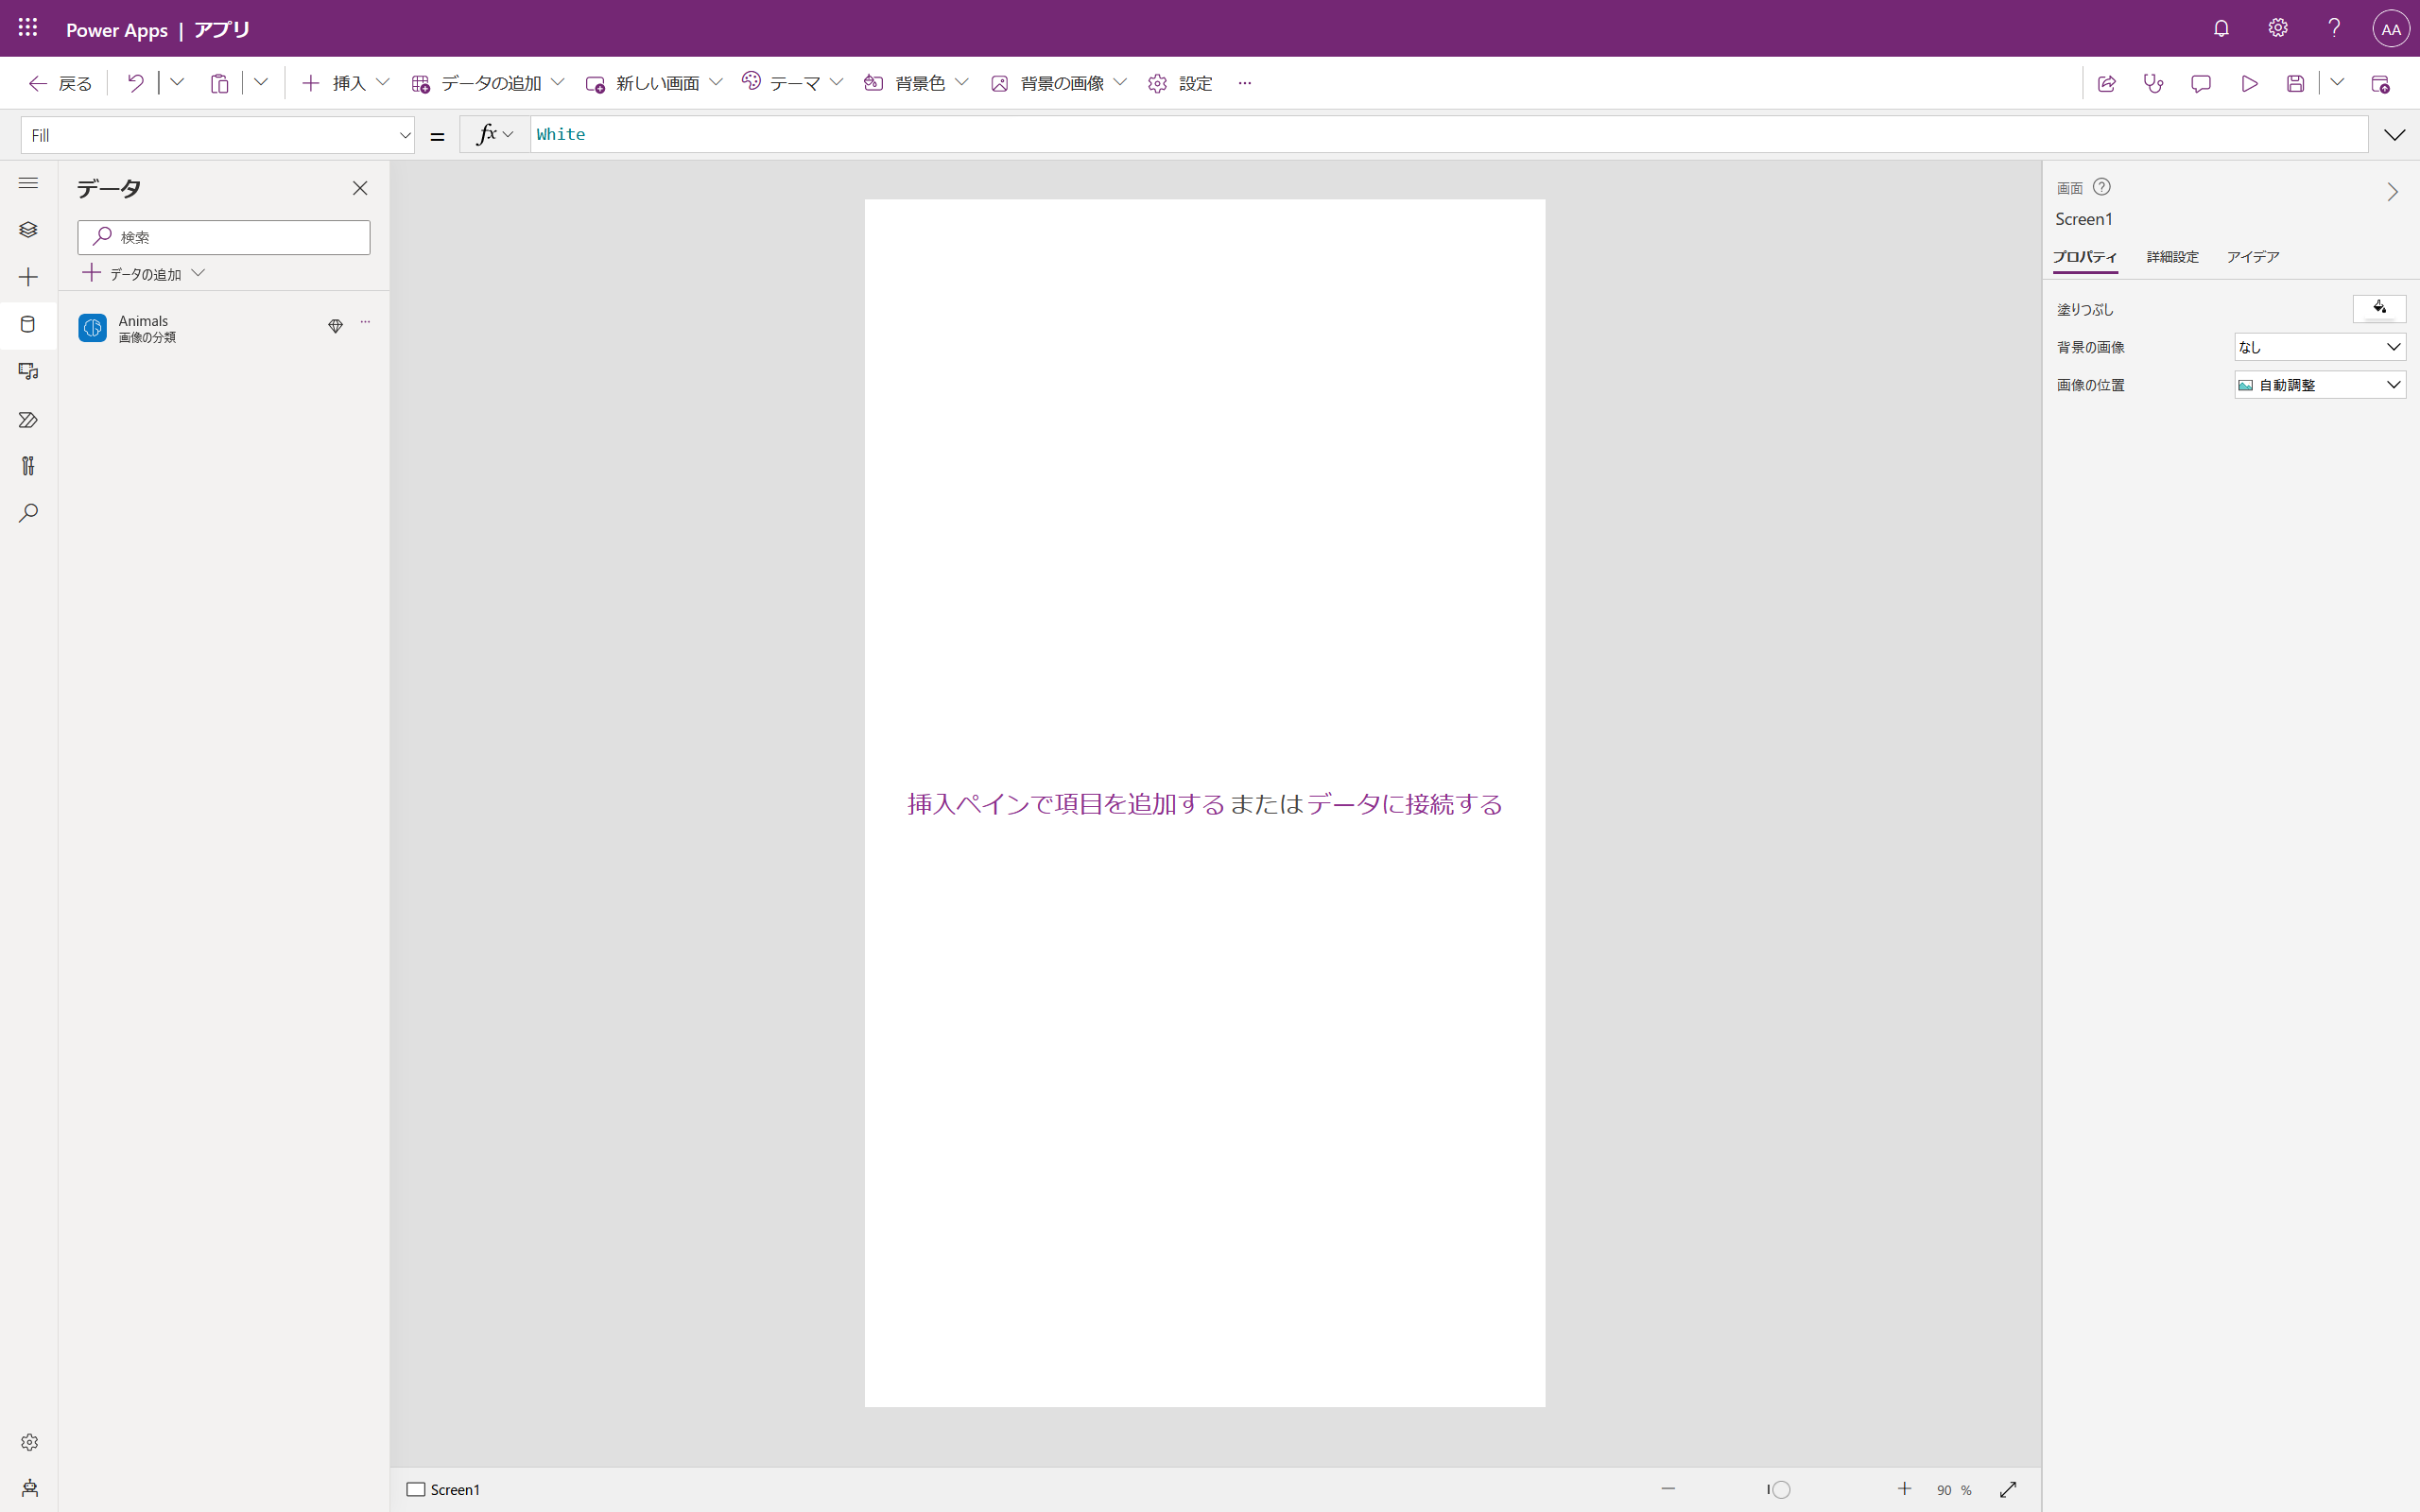 Power Apps | アプリ
AA
戻る 挿入 データの追加 新しい画面 テーマ 背景色 背景の画像 設定 ...
Fill = fx White
データ
検索
データの追加
Animals
画像の分類
挿入ペインで項目を追加する または データに接続する
画面
Screen1
プロパティ 詳細設定 アイデア
塗りつぶし
背景の画像 なし
画像の位置 自動調整
Screen1
90 %